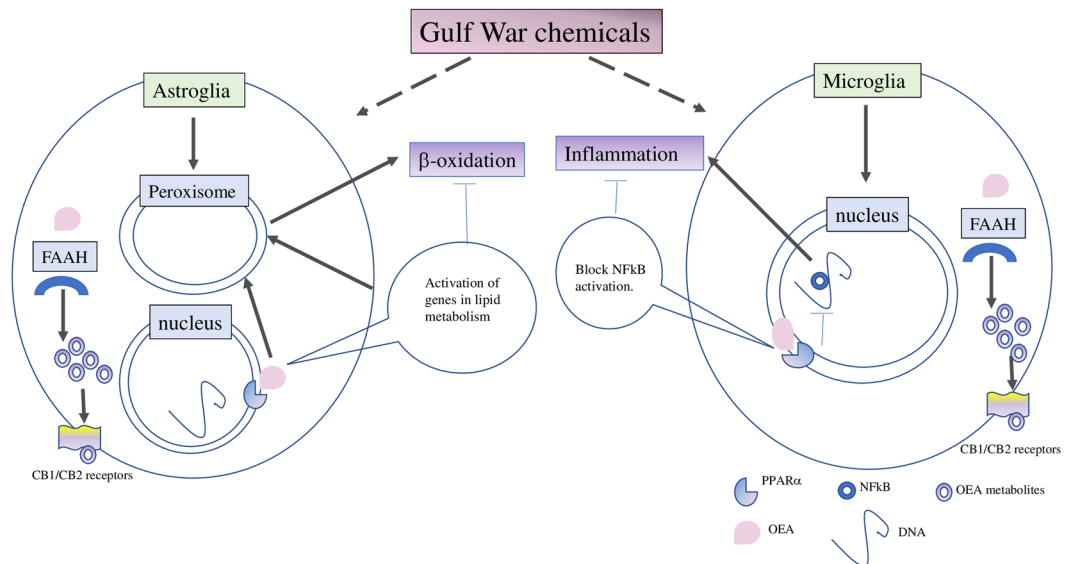 Gulf War chemicals
Astroglia
Microglia
β-oxidation
Inflammation
Peroxisome
nucleus
FAAH
FAAH
Block NFkB
activation.
Activation of
genes in lipid
metabolism
nucleus
CB1/CB2 receptors
CB1/CB2 receptors
PPARα
NFkB
OEA metabolites
OEA
DNA